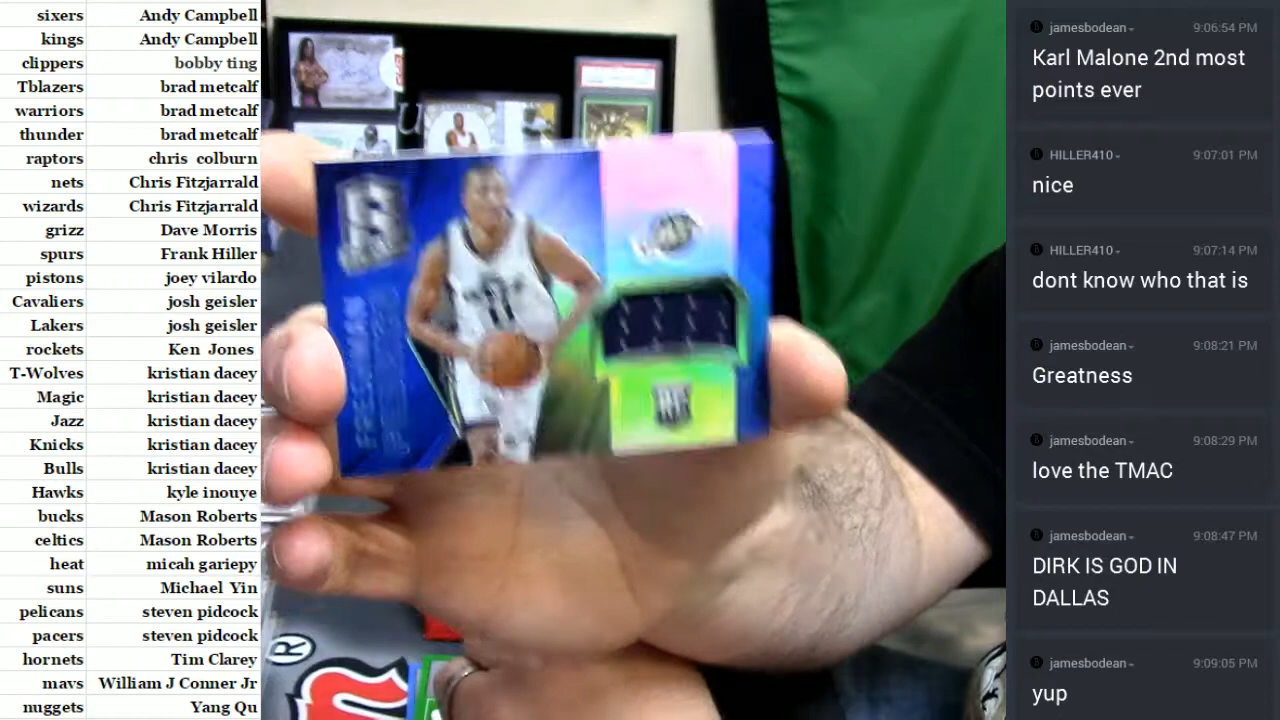 sixers Andy Campbell
kings Andy Campbell
clippers bobby ting
Tblazers brad metcalf
warriors brad metcalf
thunder brad metcalf
raptors chris colburn
nets Chris Fitzjarrald
wizards Chris Fitzjarrald
grizz Dave Morris
spurs Frank Hiller
pistons joey vilardo
Cavaliers josh geisler
Lakers josh geisler
rockets Ken Jones
T-Wolves kristian dacey
Magic kristian dacey
Jazz kristian dacey
Knicks kristian dacey
Bulls kristian dacey
Hawks kyle inouye
bucks Mason Roberts
celtics Mason Roberts
heat micah gariepy
suns Michael Yin
pelicans steven pidcock
pacers steven pidcock
hornets Tim Clarey
mavs William J Conner Jr
nuggets Yang Qu
U
11
R
jamesbodean 9:06:54 PM
Karl Malone 2nd most
points ever
HILLER410 9:07:01 PM
nice
HILLER410 9:07:14 PM
dont know who that is
jamesbodean 9:08:21 PM
Greatness
jamesbodean 9:08:29 PM
love the TMAC
jamesbodean 9:08:47 PM
DIRK IS GOD IN
DALLAS
jamesbodean 9:09:05 PM
yup